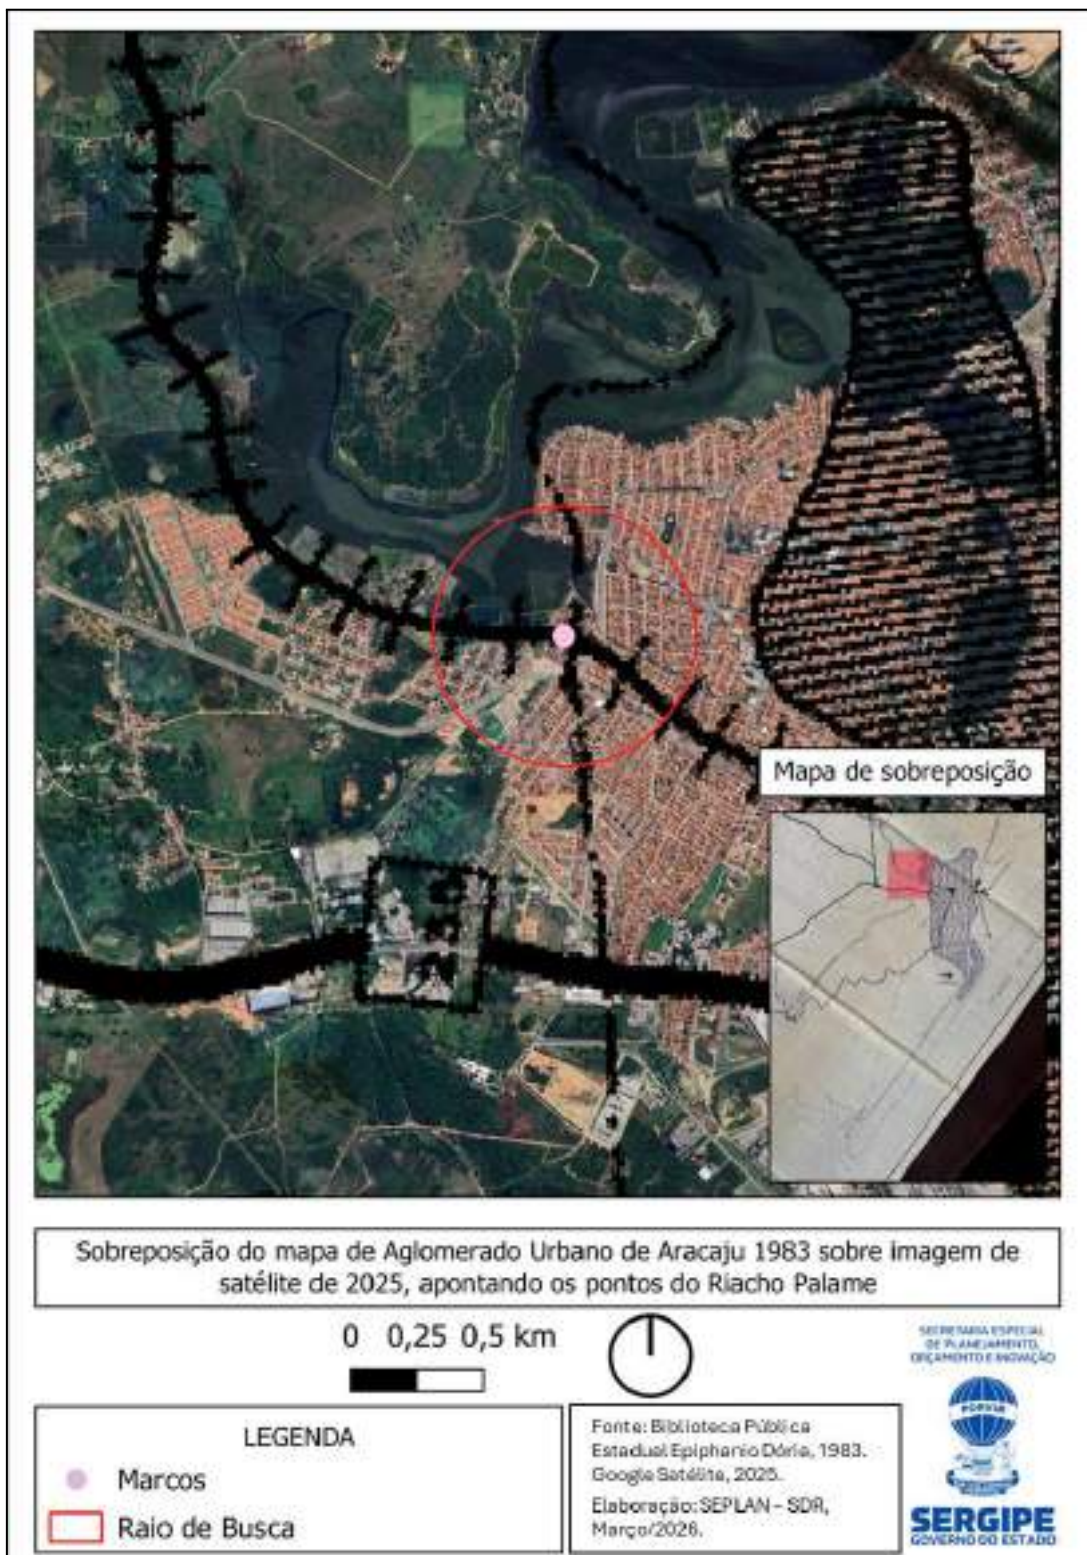 Mapa de sobreposição
Sobreposição do mapa de Aglomerado Urbano de Aracaju 1983 sobre imagem de
satélite de 2025, apontando os pontos do Riacho Palame
0 0,25 0,5 km
LEGENDA
Marcos
Raio de Busca
Fonte: Biblioteca Pública
Estadual Epiphanio Dória, 1983.
Google Satélite, 2025.
Elaboração: SEPLAN - SDR,
Março/2026.
SECRETARIA ESPECIAL
DE PLANEJAMENTO,
ORÇAMENTO E INOVAÇÃO
SERGIPE
GOVERNO DO ESTADO